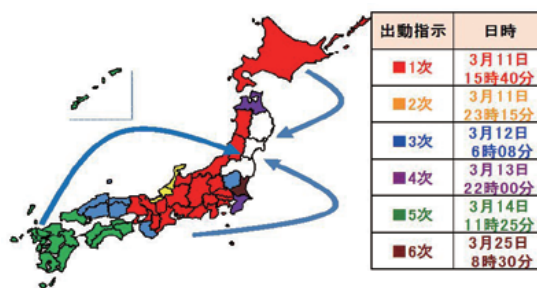 出動指示 日時
■1次 3月11日
15時40分
■2次 3月11日
23時15分
■3次 3月12日
6時08分
■4次 3月13日
22時00分
■5次 3月14日
11時25分
■6次 3月25日
8時30分